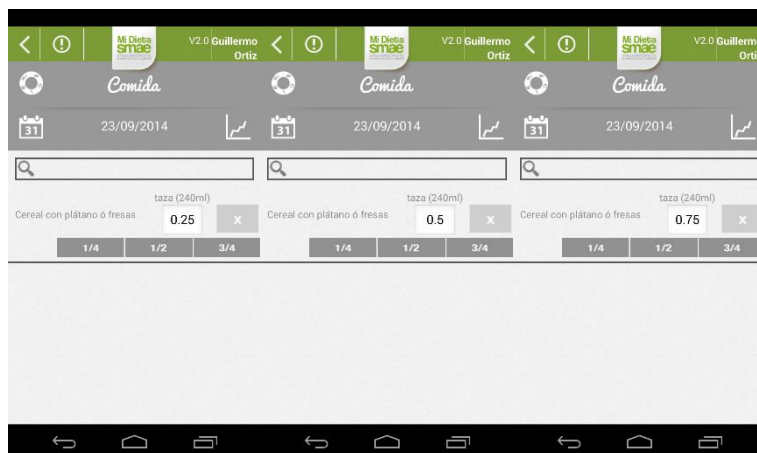 Mi Dieta
smae
V2.0 Guillermo
Ortiz
Comida
31
23/09/2014
taza (240ml)
Cereal con plátano ó fresas
0.25
x
1/4 1/2 3/4
Mi Dieta
smae
V2.0 Guillermo
Ortiz
Comida
31
23/09/2014
taza (240ml)
Cereal con plátano ó fresas
0.5
x
1/4 1/2 3/4
Mi Dieta
smae
V2.0 Guillerm
Orti
Comida
31
23/09/2014
taza (240ml)
Cereal con plátano ó fresas
0.75
x
1/4 1/2 3/4